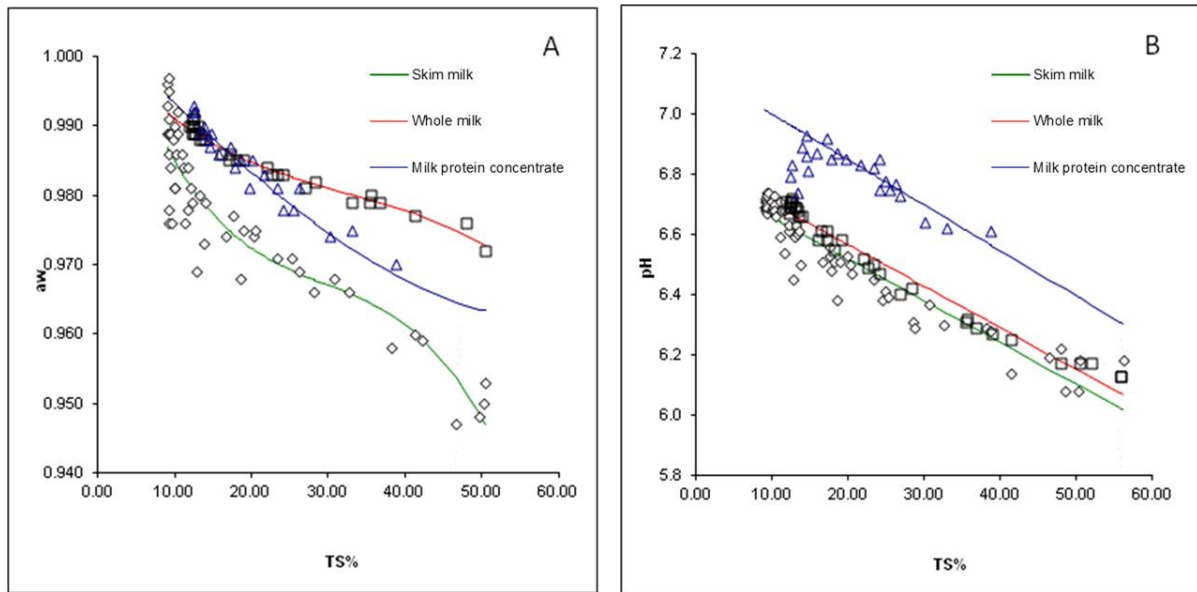 A
1.000
0.990
0.980
0.970
0.960
0.950
0.940
aw
0.00 10.00 20.00 30.00 40.00 50.00 60.00
TS%
Skim milk
Whole milk
Milk protein concentrate
B
7.2
7.0
6.8
6.6
6.4
6.2
6.0
5.8
pH
0.00 10.00 20.00 30.00 40.00 50.00 60.00
TS%
Skim milk
Whole milk
Milk protein concentrate